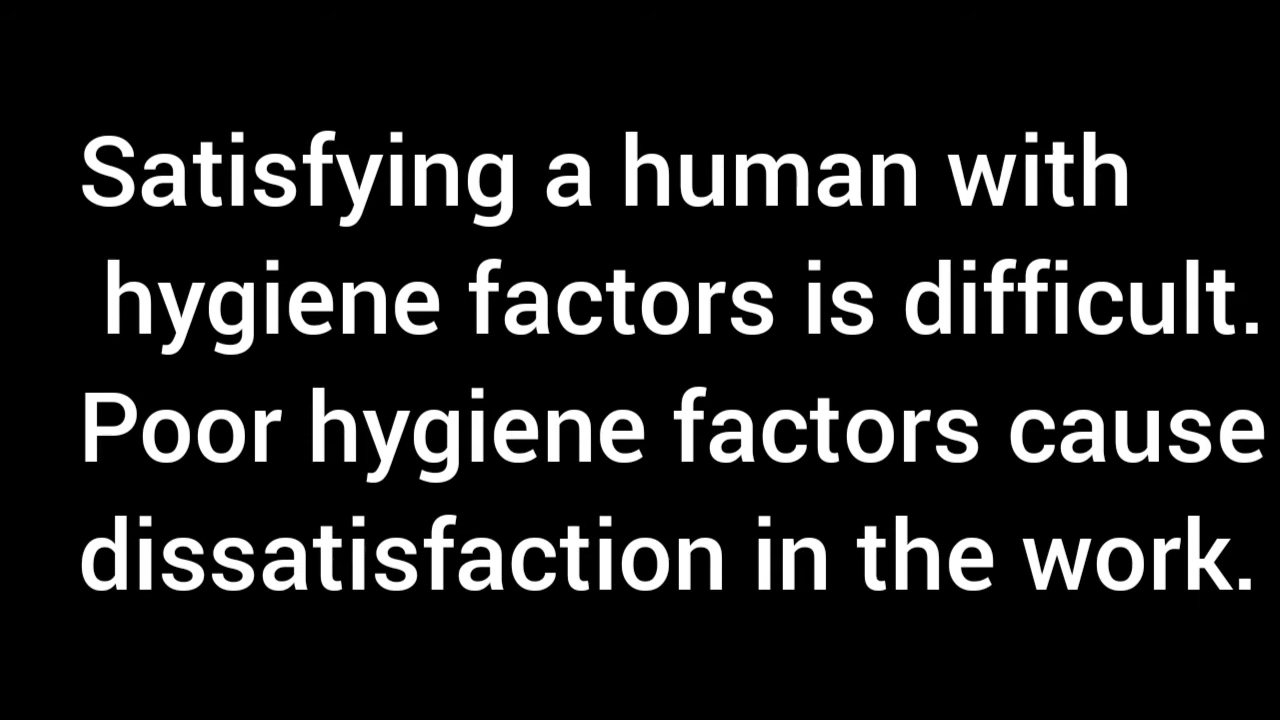 Satisfying a human with
hygiene factors is difficult.
Poor hygiene factors cause
dissatisfaction in the work.